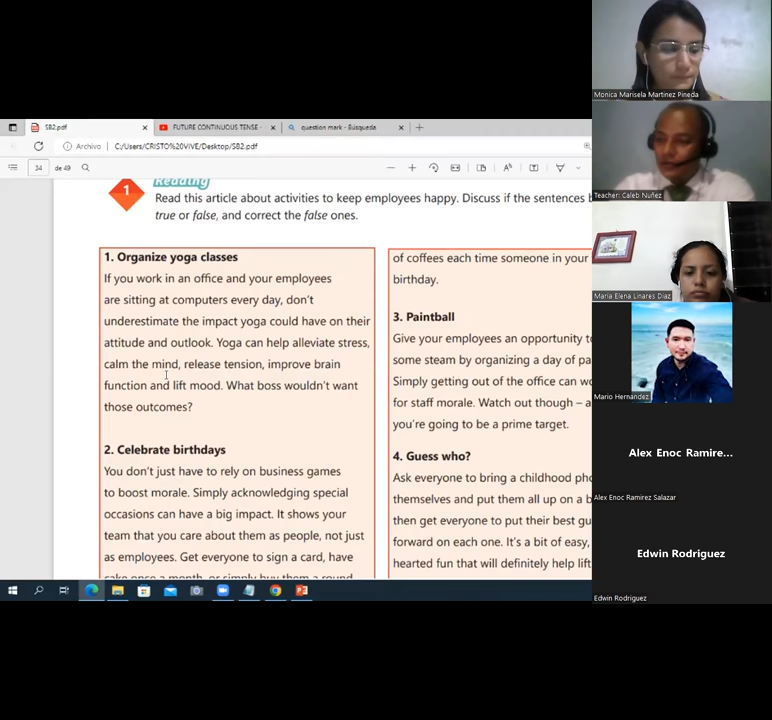 SB2.pdf
FUTURE CONTINUOUS TENSE -
question mark - Búsqueda
Archivo
C:/Users/CRISTO%20VIVE/Desktop/SB2.pdf
34 de 49
1 Reading
Read this article about activities to keep employees happy. Discuss if the sentences b
true or false, and correct the false ones.
1. Organize yoga classes
If you work in an office and your employees
are sitting at computers every day, don't
underestimate the impact yoga could have on their
attitude and outlook. Yoga can help alleviate stress,
calm the mind, release tension, improve brain
function and lift mood. What boss wouldn't want
those outcomes?
2. Celebrate birthdays
You don't just have to rely on business games
to boost morale. Simply acknowledging special
occasions can have a big impact. It shows your
team that you care about them as people, not just
as employees. Get everyone to sign a card, have
cake once a month, or simply buy them a round
of coffees each time someone in your
birthday.
3. Paintball
Give your employees an opportunity to
some steam by organizing a day of pa
Simply getting out of the office can wo
for staff morale. Watch out though – a
you're going to be a prime target.
4. Guess who?
Ask everyone to bring a childhood pho
themselves and put them all up on a b
then get everyone to put their best gu
forward on each one. It's a bit of easy,
hearted fun that will definitely help lift
Monica Marisela Martinez Pineda
Teacher: Caleb Nuñez
Maria Elena Linares Diaz
Mario Hernandez
Alex Enoc Ramire...
Alex Enoc Ramirez Salazar
Edwin Rodriguez
Edwin Rodriguez